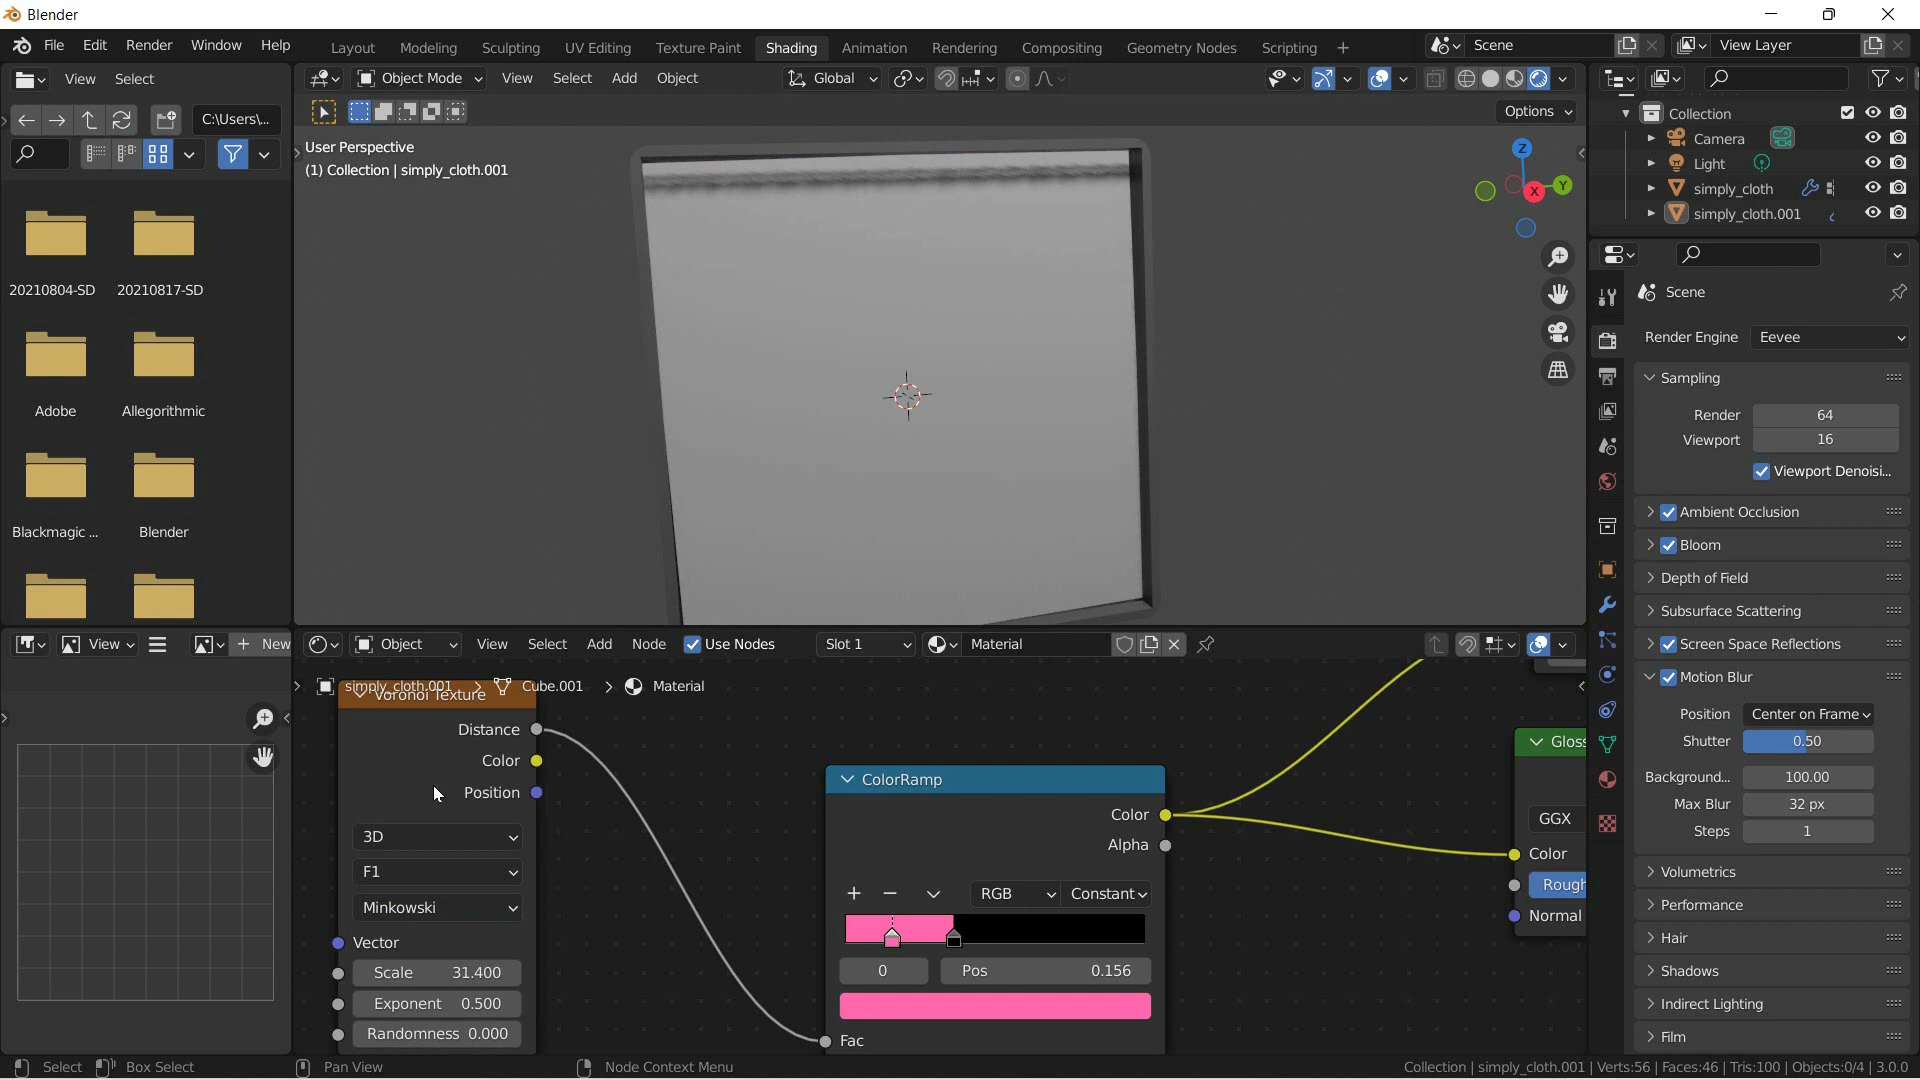 Blender
File Edit Render Window Help
Layout Modeling Sculpting UV Editing Texture Paint Shading Animation Rendering Compositing Geometry Nodes Scripting +
Scene
View Layer
View Select
Object Mode View Select Add Object
Global
C:\Users\...
Options
User Perspective
(1) Collection | simply_cloth.001
Z
Y
X
20210804-SD 20210817-SD
Adobe Allegorithmic
Blackmagic ... Blender
Collection
Camera
Light
simply_cloth
simply_cloth.001
Scene
Render Engine Eevee
Sampling
Render 64
Viewport 16
Viewport Denoisi...
Ambient Occlusion
Bloom
Depth of Field
Subsurface Scattering
Screen Space Reflections
Motion Blur
Position Center on Frame
Shutter 0.50
Background... 100.00
Max Blur 32 px
Steps 1
Volumetrics
Performance
Hair
Shadows
Indirect Lighting
Film
View + New
Object View Select Add Node Use Nodes Slot 1 Material
simply_cloth.001 > Cube.001 > Material
Voronoi Texture
Distance
Color
Position
3D
F1
Minkowski
Vector
Scale 31.400
Exponent 0.500
Randomness 0.000
ColorRamp
Color
Alpha
+ − RGB Constant
0 Pos 0.156
Fac
Gloss
GGX
Color
Rough
Normal
Select Box Select Pan View Node Context Menu
Collection | simply_cloth.001 | Verts:56 | Faces:46 | Tris:100 | Objects:0/4 | 3.0.0